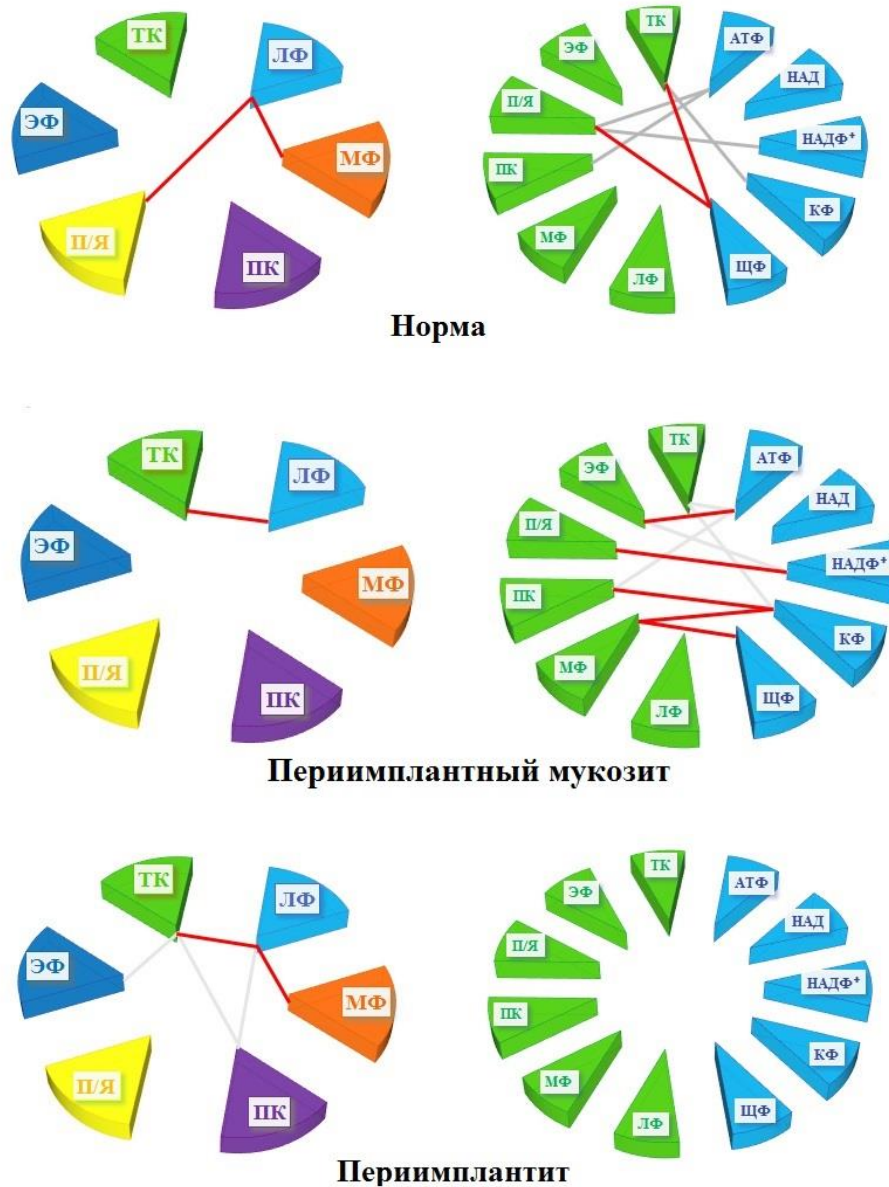 ТК
ЛФ
ЭФ
МФ
П/Я
ПК
ТК
АТФ
ЭФ
НАД
П/Я
НАДФ+
ПК
КФ
МФ
ЩФ
ЛФ
Норма
ТК
ЛФ
ЭФ
МФ
П/Я
ПК
ТК
АТФ
ЭФ
НАД
П/Я
НАДФ+
ПК
КФ
МФ
ЩФ
ЛФ
Периимплантный мукозит
ТК
ЛФ
ЭФ
МФ
П/Я
ПК
ТК
АТФ
ЭФ
НАД
П/Я
НАДФ+
ПК
КФ
МФ
ЩФ
ЛФ
Периимплантит